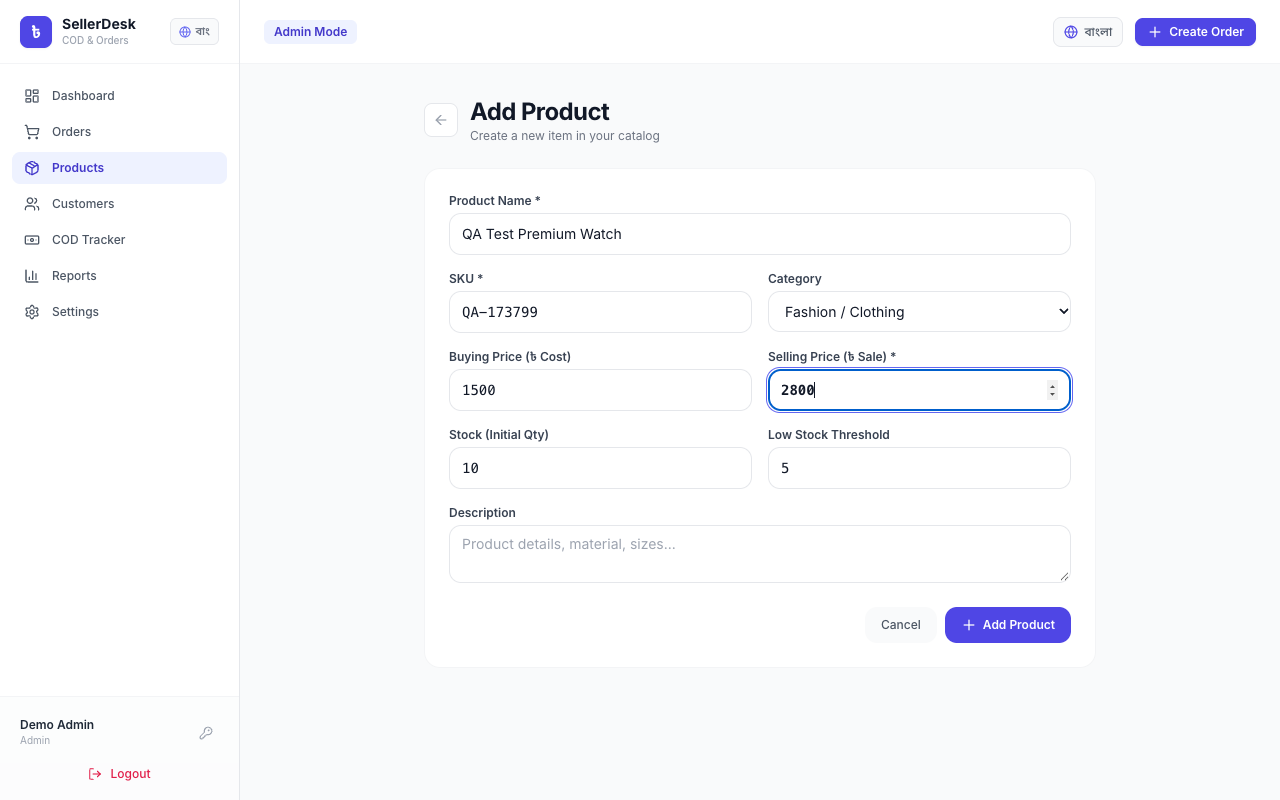 ৳
SellerDesk
COD & Orders
বাং
Dashboard
Orders
Products
Customers
COD Tracker
Reports
Settings
Demo Admin
Admin
Logout
Admin Mode
বাংলা
Create Order
Add Product
Create a new item in your catalog
Product Name *
QA Test Premium Watch
SKU *
Category
QA-173799
Fashion / Clothing
Buying Price (৳ Cost)
Selling Price (৳ Sale) *
1500
2800
Stock (Initial Qty)
Low Stock Threshold
10
5
Description
Product details, material, sizes...
Cancel
Add Product